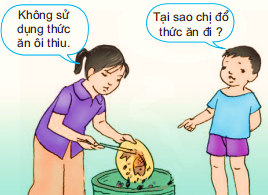 Không sử
dụng thức
ăn ôi thiu.
Tại sao chị đổ
thức ăn đi ?